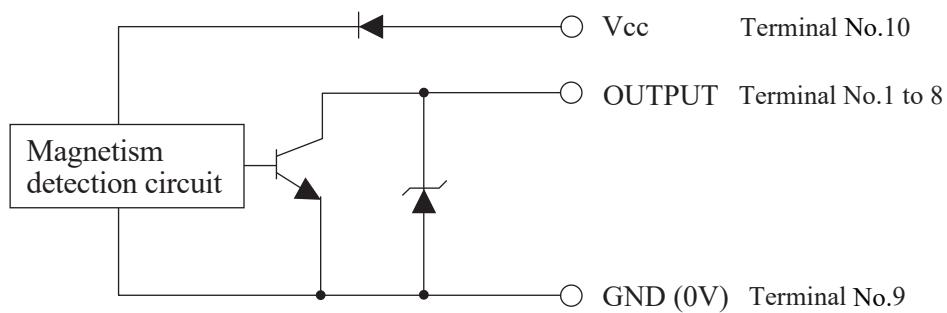 Vcc Terminal No.10
OUTPUT Terminal No.1 to 8
Magnetism
detection circuit
GND (0V) Terminal No.9